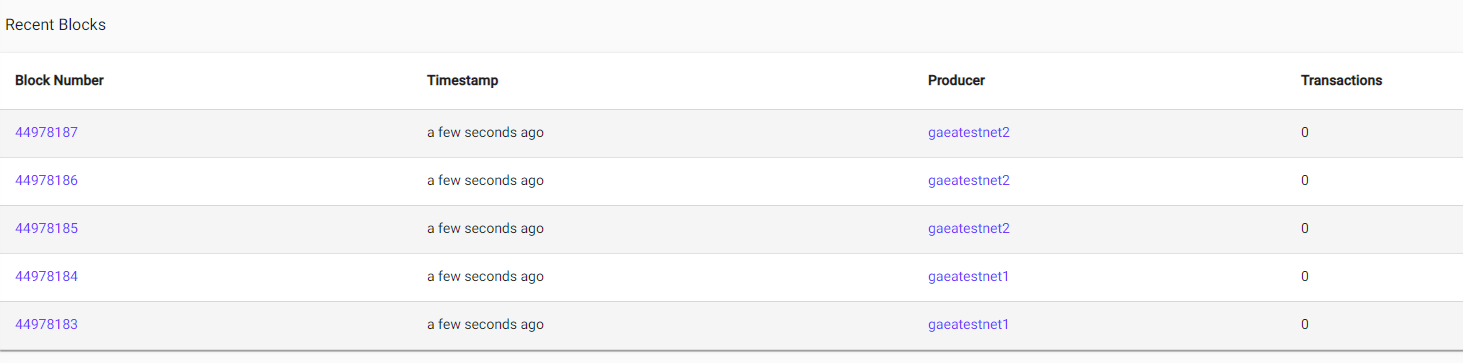 Recent Blocks
Block Number Timestamp Producer Transactions
44978187 a few seconds ago gaeatestnet2 0
44978186 a few seconds ago gaeatestnet2 0
44978185 a few seconds ago gaeatestnet2 0
44978184 a few seconds ago gaeatestnet1 0
44978183 a few seconds ago gaeatestnet1 0